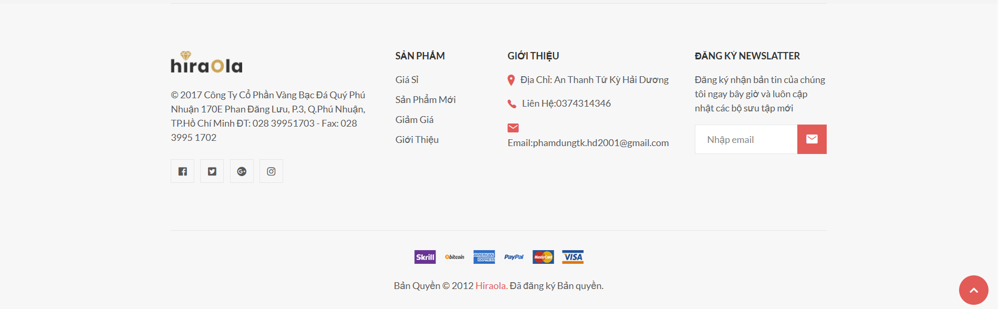 hiraOla
© 2017 Công Ty Cổ Phần Vàng Bạc Đá Quý Phú
Nhuận 170E Phan Đăng Lưu, P.3, Q.Phú Nhuận,
TP.Hồ Chí Minh ĐT: 028 39951703 - Fax: 028
3995 1702
SẢN PHẨM
Giá Sỉ
Sản Phẩm Mới
Giảm Giá
Giới Thiệu
GIỚI THIỆU
Địa Chỉ: An Thanh Tứ Kỳ Hải Dương
Liên Hệ:0374314346
Email:phamdungtk.hd2001@gmail.com
ĐĂNG KÝ NEWSLATTER
Đăng ký nhận bản tin của chúng
tôi ngay bây giờ và luôn cập
nhật các bộ sưu tập mới
Nhập email
Skrill bitcoin AMERICAN EXPRESS PayPal MasterCard VISA
Bản Quyền © 2012 Hiraola. Đã đăng ký Bản quyền.